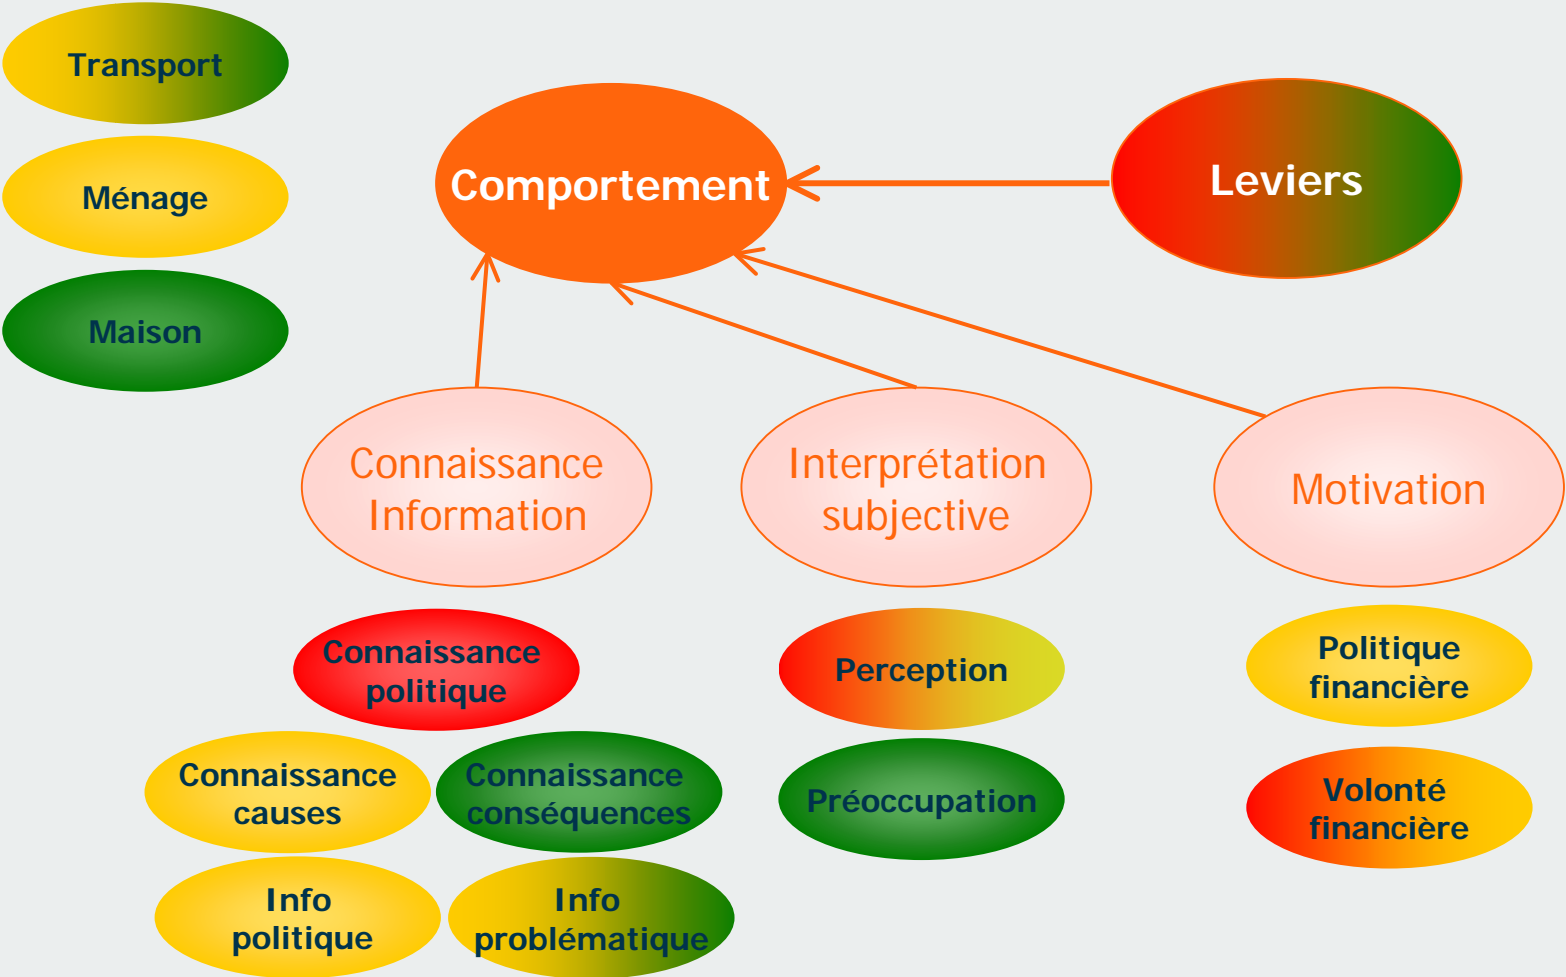 Transport
Ménage
Maison
Comportement
Leviers
Connaissance
Information
Interprétation
subjective
Motivation
Connaissance
politique
Connaissance
causes
Connaissance
conséquences
Info
politique
Info
problématique
Perception
Préoccupation
Politique
financière
Volonté
financière